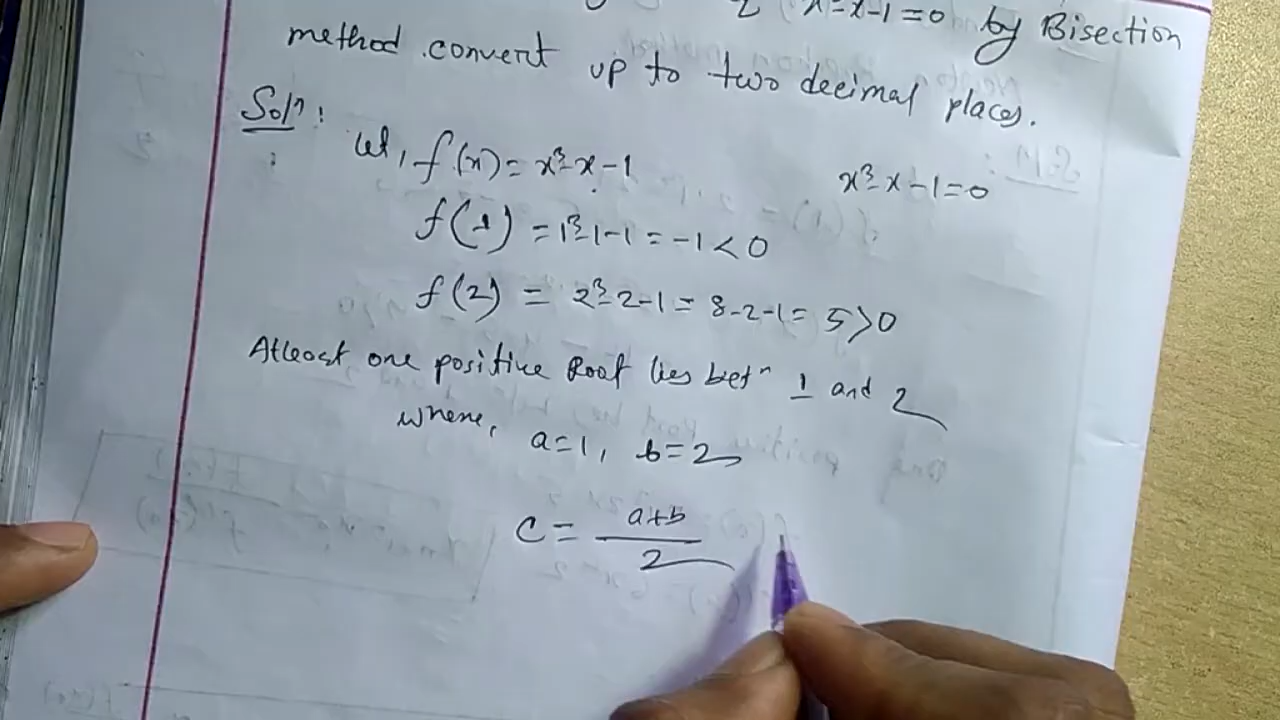 x³-x-1=0 by Bisection
method convert up to two decimal places.
Solⁿ:
Let, f(x) = x³-x-1
x³-x-1=0
f(1) = 1³-1-1 = -1<0
f(2) = 2³-2-1 = 8-2-1 = 5>0
Atleast one positive Root lies betⁿ 1 and 2
where, a=1, b=2
C = a+b
2